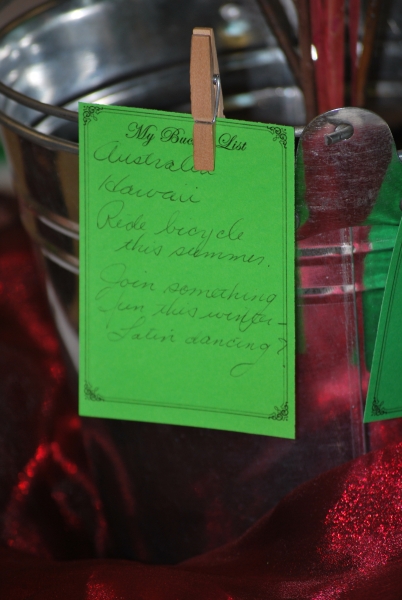 My Bucket List
Australia
Hawaii
Ride bicycle
this summer.
Join something
fun this winter-
Latin dancing?